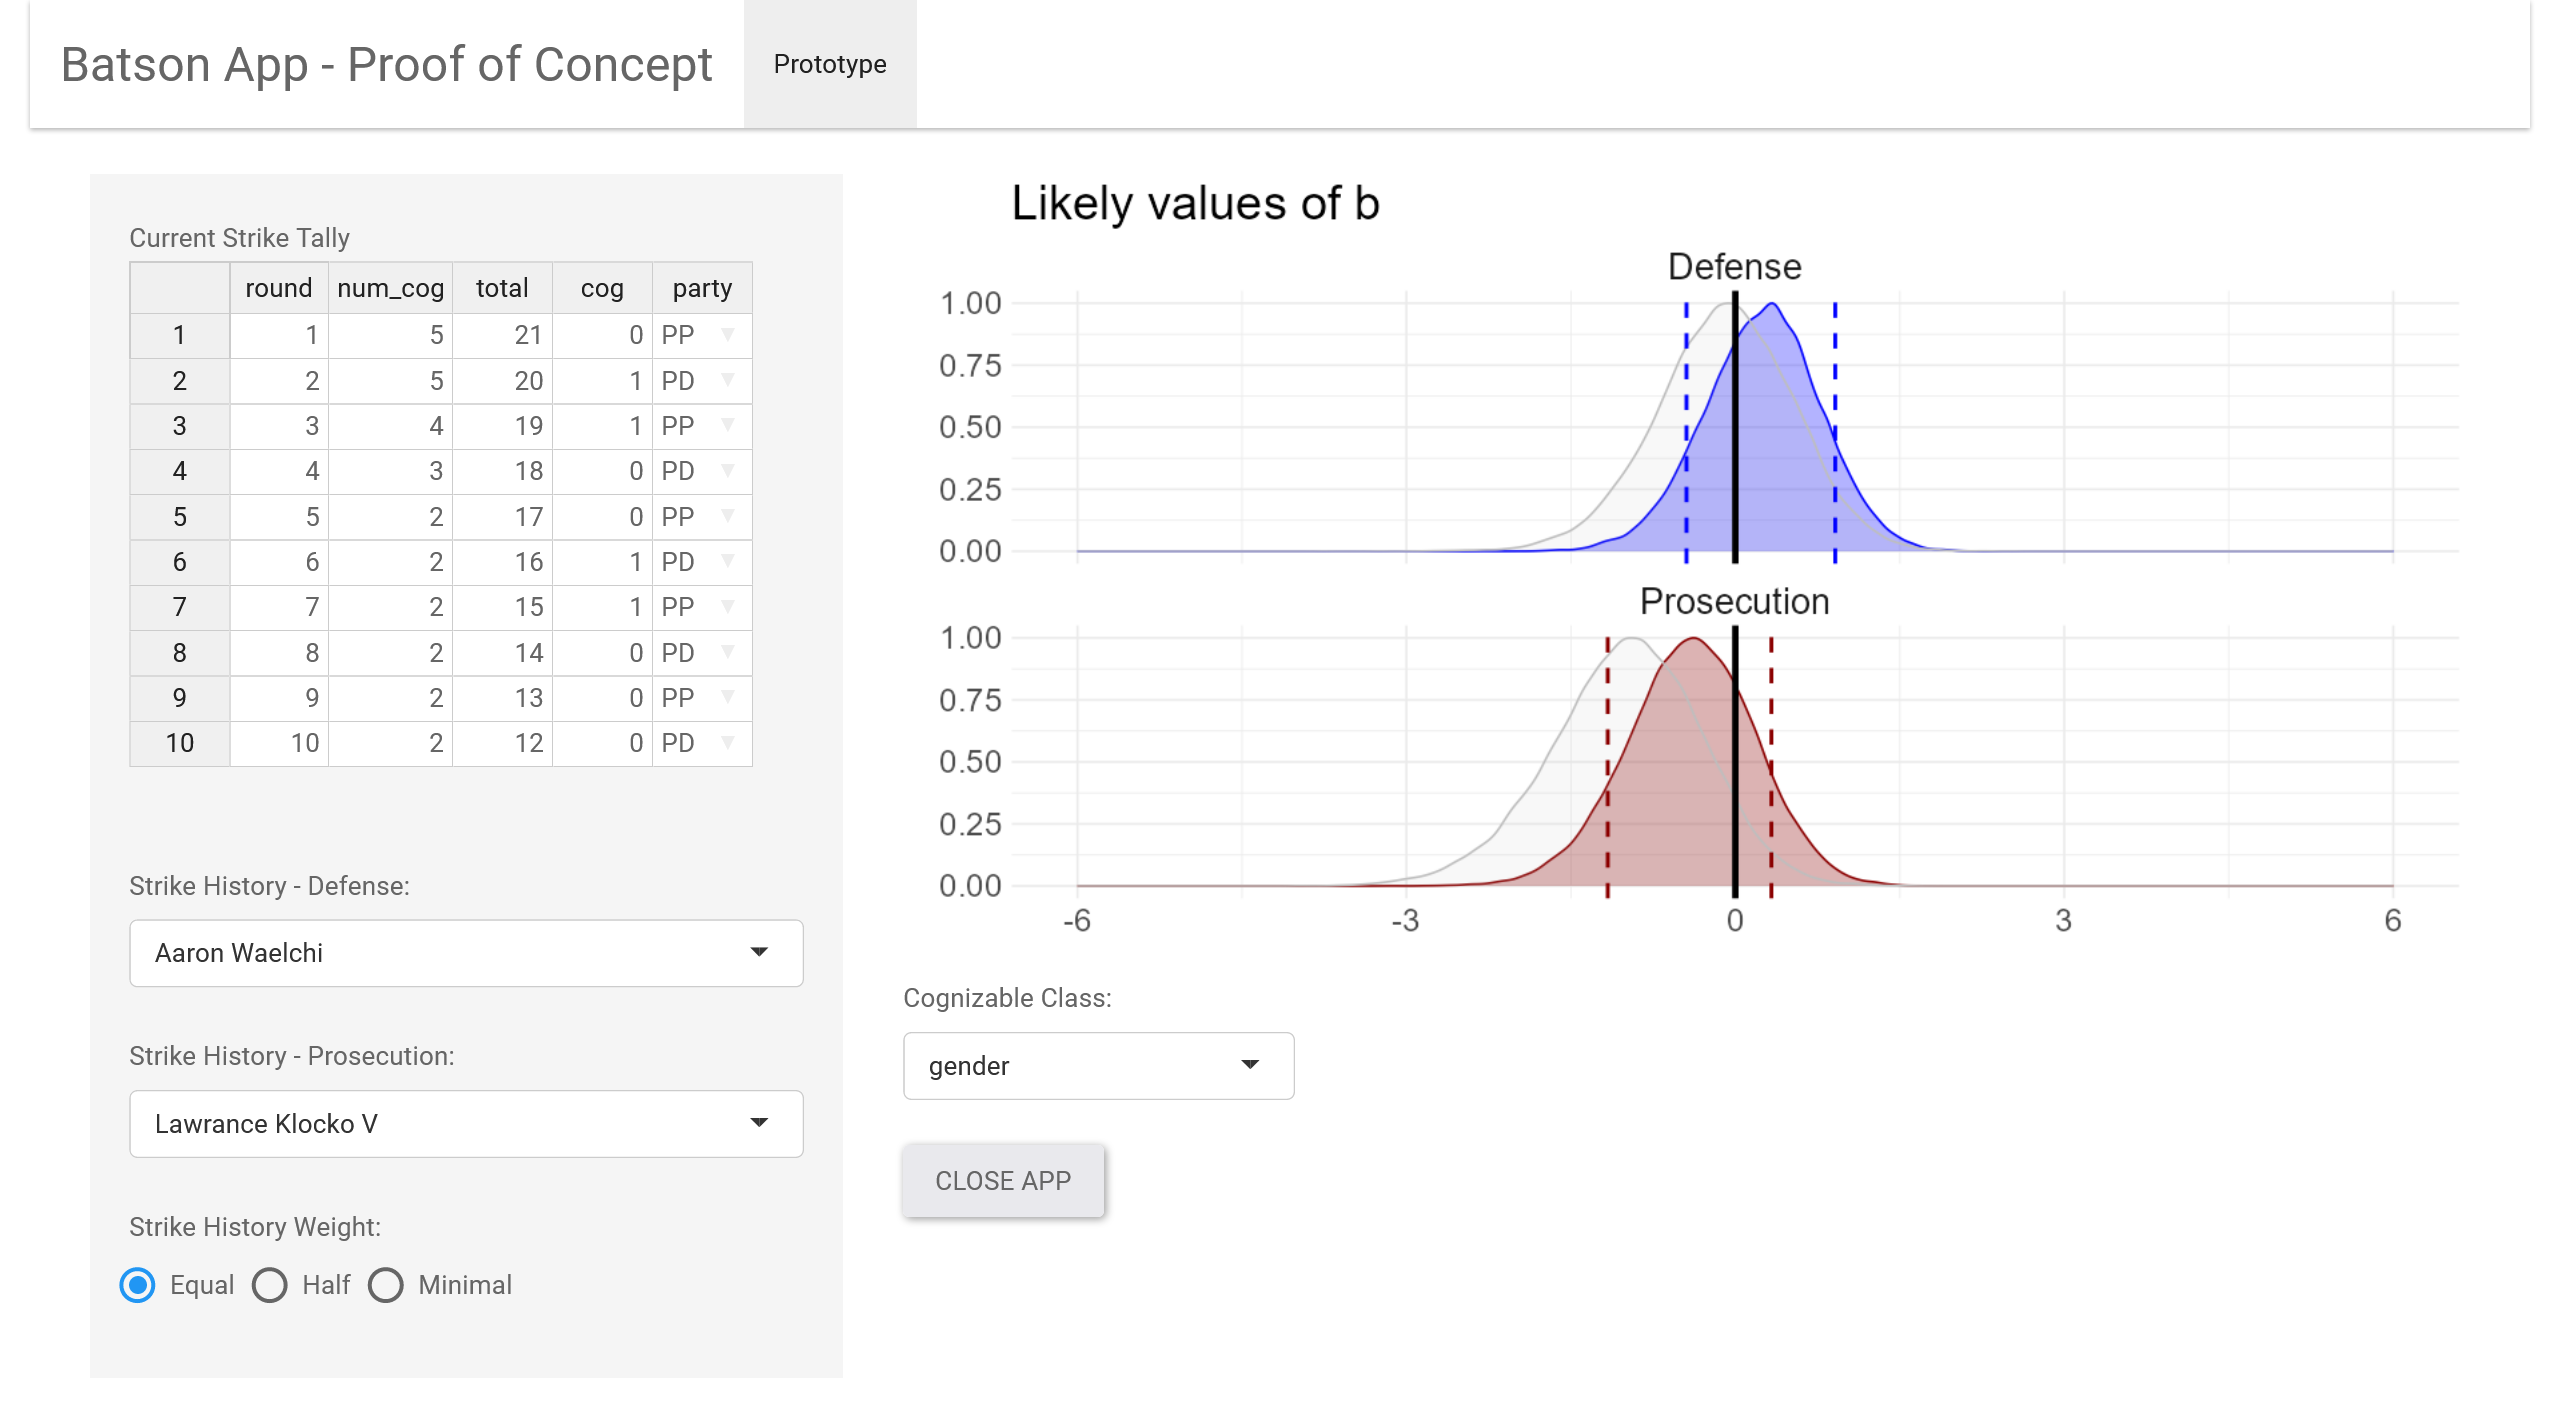 Batson App - Proof of Concept Prototype
Current Strike Tally
round num_cog total cog party
1 1 5 21 0 PP
2 2 5 20 1 PD
3 3 4 19 1 PP
4 4 3 18 0 PD
5 5 2 17 0 PP
6 6 2 16 1 PD
7 7 2 15 1 PP
8 8 2 14 0 PD
9 9 2 13 0 PP
10 10 2 12 0 PD
Strike History - Defense:
Aaron Waelchi
Strike History - Prosecution:
Lawrance Klocko V
Strike History Weight:
Equal Half Minimal
Likely values of b
Defense
1.00
0.75
0.50
0.25
0.00
Prosecution
1.00
0.75
0.50
0.25
0.00
-6 -3 0 3 6
Cognizable Class:
gender
CLOSE APP